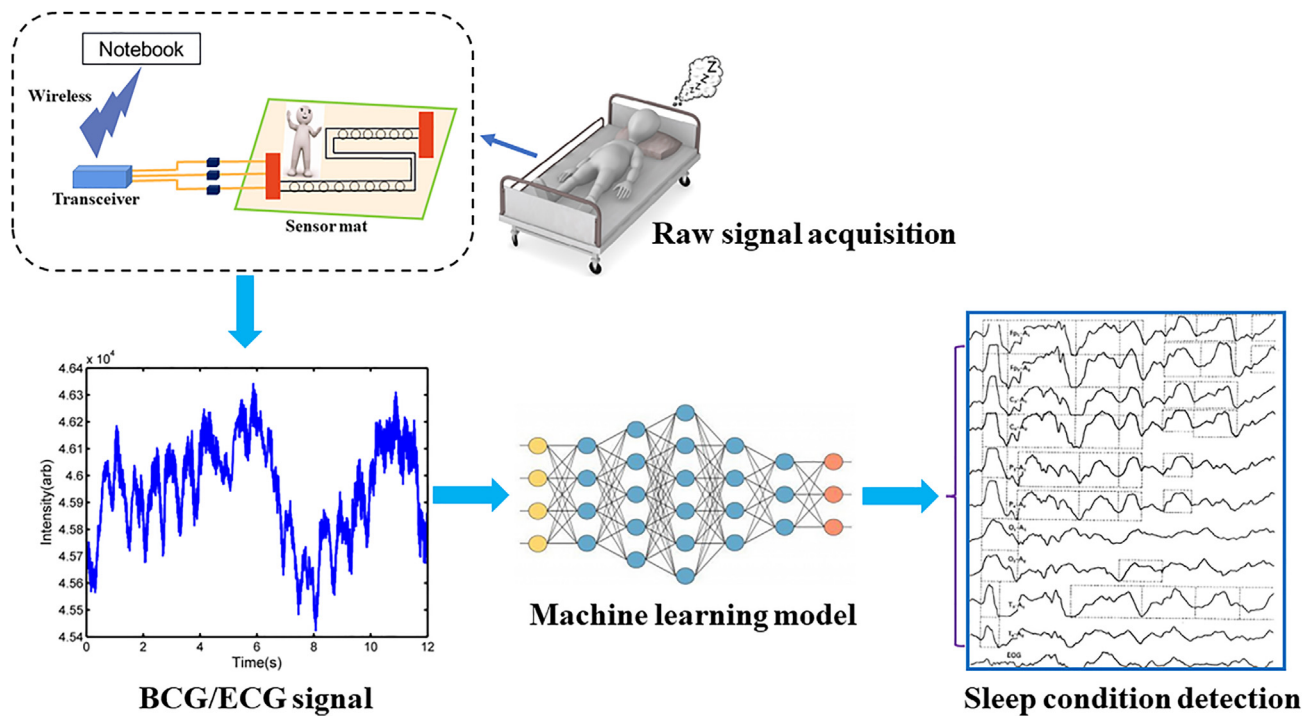 Notebook
Wireless
Transceiver
Sensor mat
Z
z
z
z
z
Raw signal acquisition
x 10⁴
4.64
4.63
4.62
4.61
4.6
4.59
4.58
4.57
4.56
4.55
4.54
Intensity(arb)
0
2
4
6
8
10
12
Time(s)
BCG/ECG signal
Machine learning model
EOG
Sleep condition detection